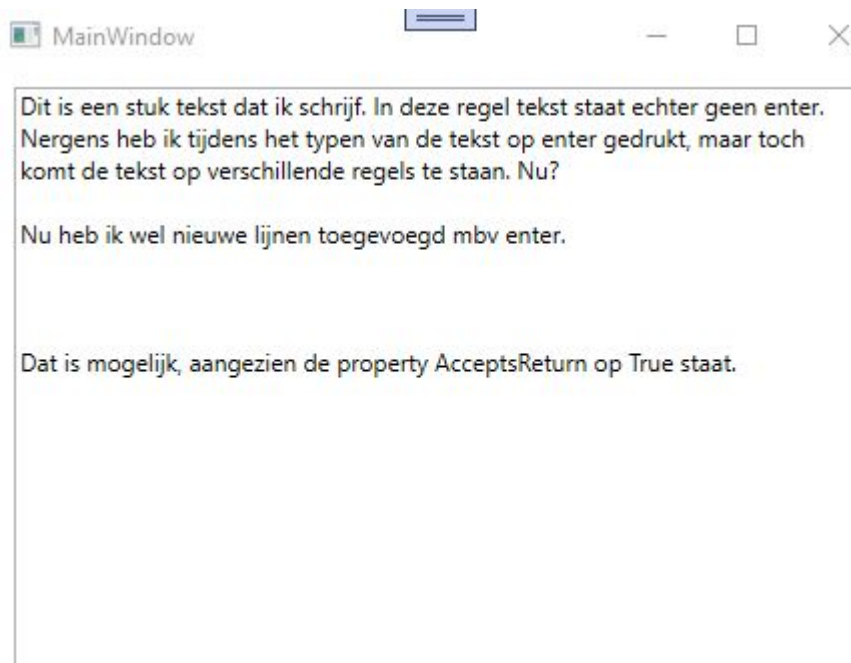 MainWindow
Dit is een stuk tekst dat ik schrijf. In deze regel tekst staat echter geen enter.
Nergens heb ik tijdens het typen van de tekst op enter gedrukt, maar toch
komt de tekst op verschillende regels te staan. Nu?
Nu heb ik wel nieuwe lijnen toegevoegd mbv enter.
Dat is mogelijk, aangezien de property AcceptsReturn op True staat.